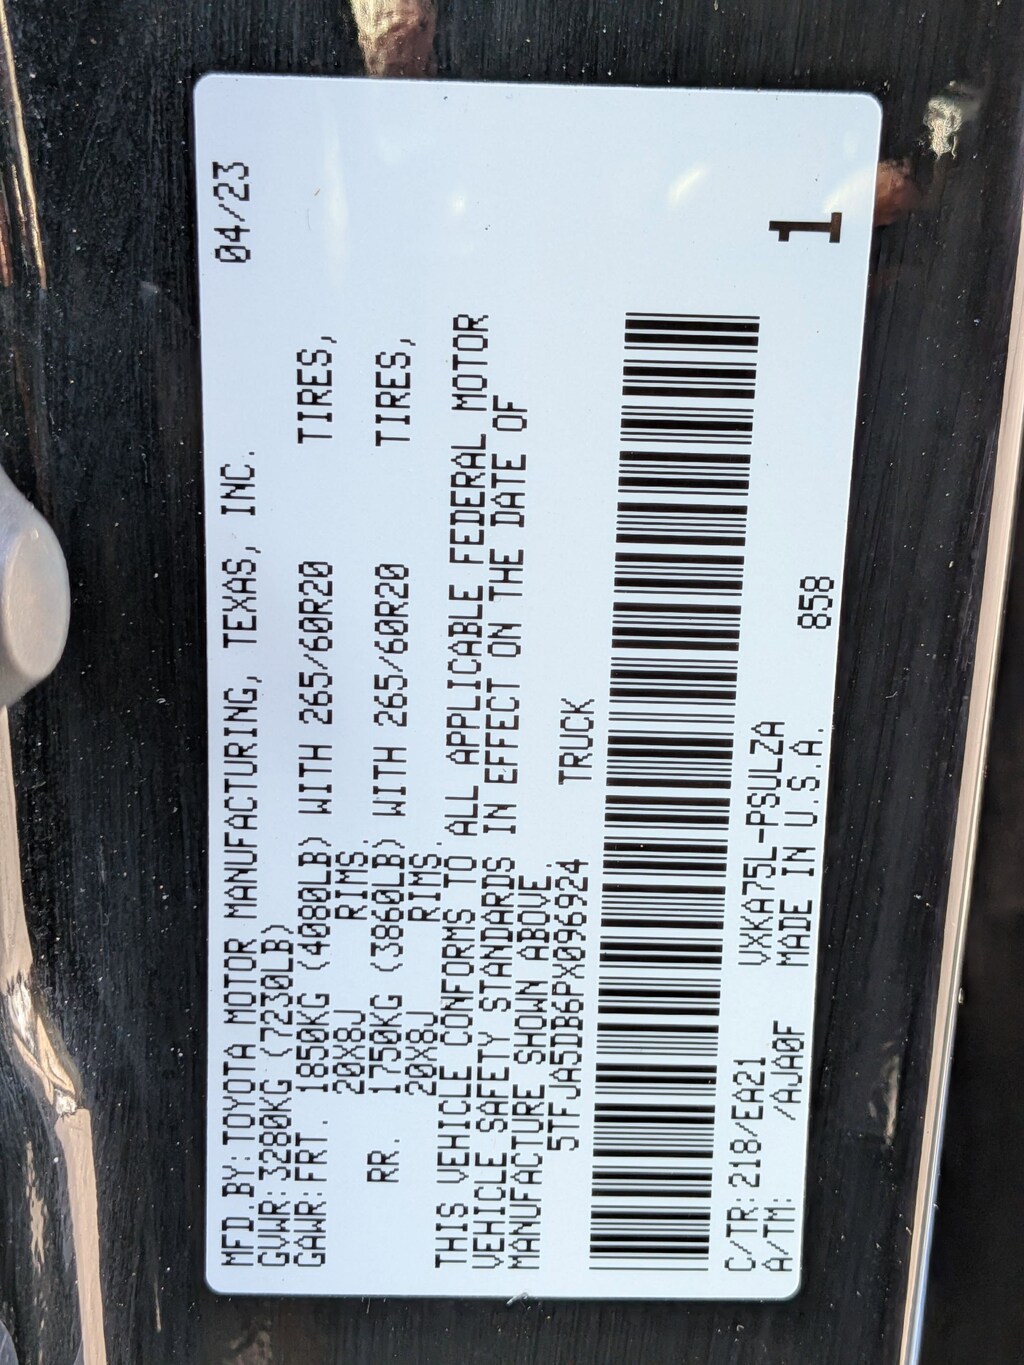 MFD.BY:TOYOTA MOTOR MANUFACTURING, TEXAS, INC. 04/23
GVWR:3280KG (7230LB)
GAWR:FRT. 1850KG (4080LB) WITH 265/60R20 TIRES,
20X8J RIMS
RR. 1750KG (3860LB) WITH 265/60R20 TIRES,
20X8J RIMS.
THIS VEHICLE CONFORMS TO ALL APPLICABLE FEDERAL MOTOR
VEHICLE SAFETY STANDARDS IN EFFECT ON THE DATE OF
MANUFACTURE SHOWN ABOVE.
5TFJA5DB6PX096924 TRUCK
C/TR:218/EA21 VXKA75L-PSULZA
A/TM: /AJA0F MADE IN U.S.A. 858 1